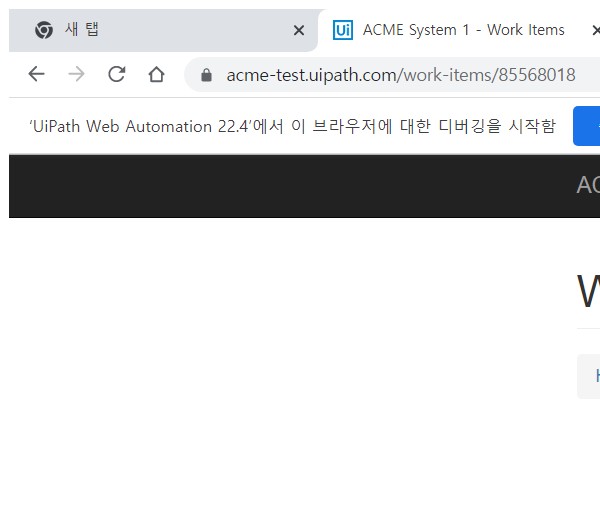 새 탭
Ui ACME System 1 - Work Items
acme-test.uipath.com/work-items/85568018
'UiPath Web Automation 22.4'에서 이 브라우저에 대한 디버깅을 시작함